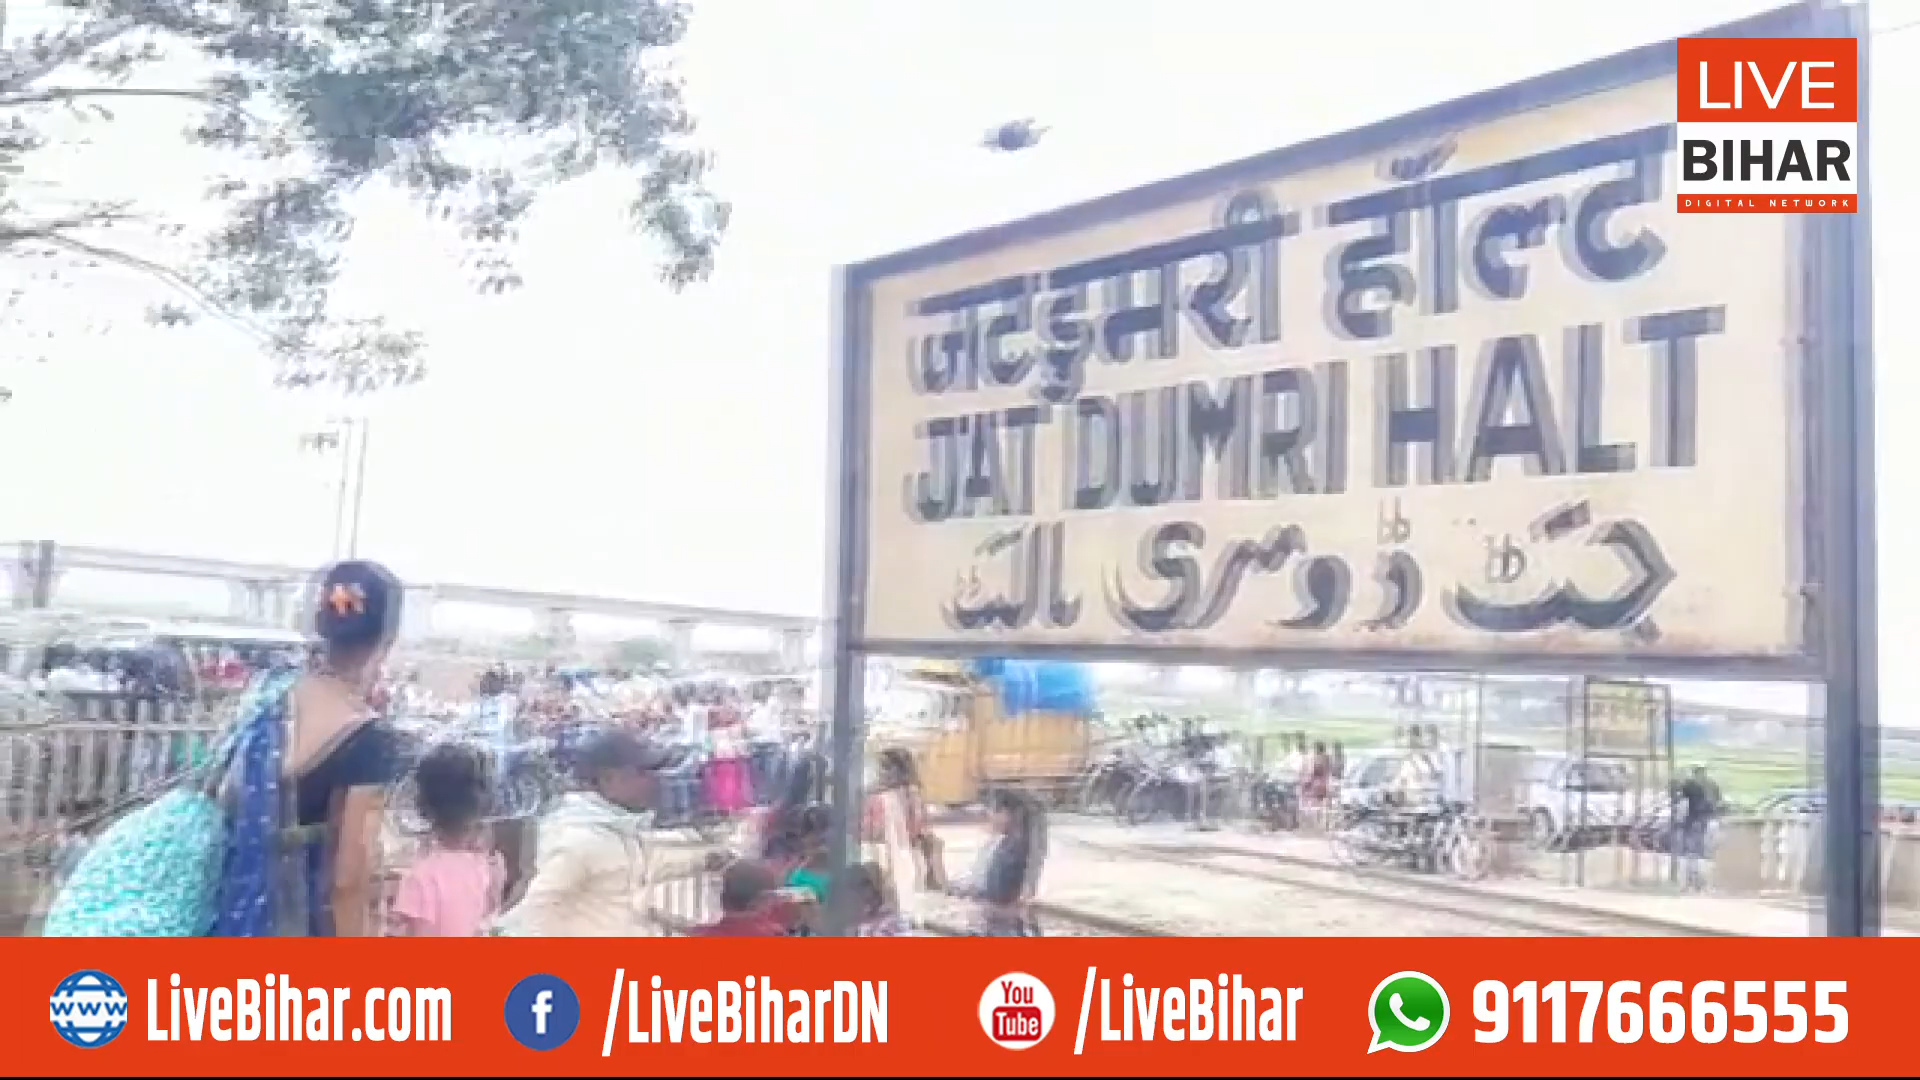 LIVE
BIHAR
DIGITAL NETWORK
जटडुमरी हॉल्ट
JAT DUMRI HALT
جٹ ڈومری ہالٹ
www
LiveBihar.com
f
/LiveBiharDN
You
Tube
/LiveBihar
9117666555